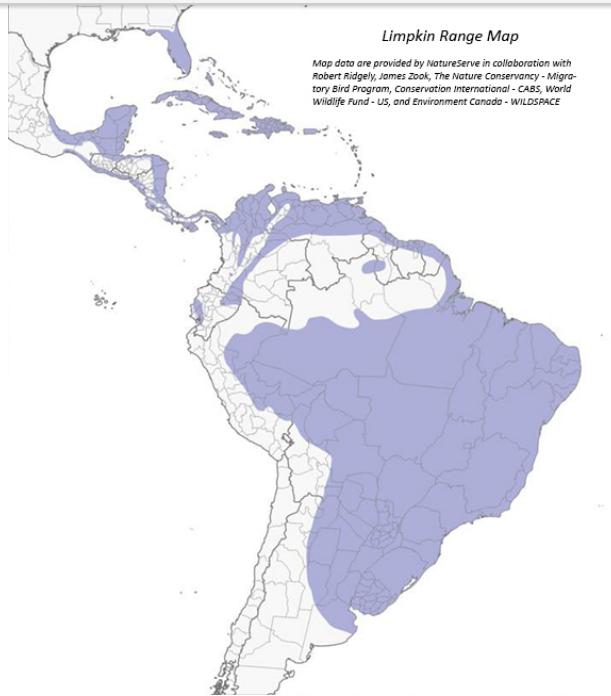 Limpkin Range Map
Map data are provided by NatureServe in collaboration with
Robert Ridgely, James Zook, The Nature Conservancy - Migra-
tory Bird Program, Conservation International - CABS, World
Wildlife Fund - US, and Environment Canada - WILDSPACE